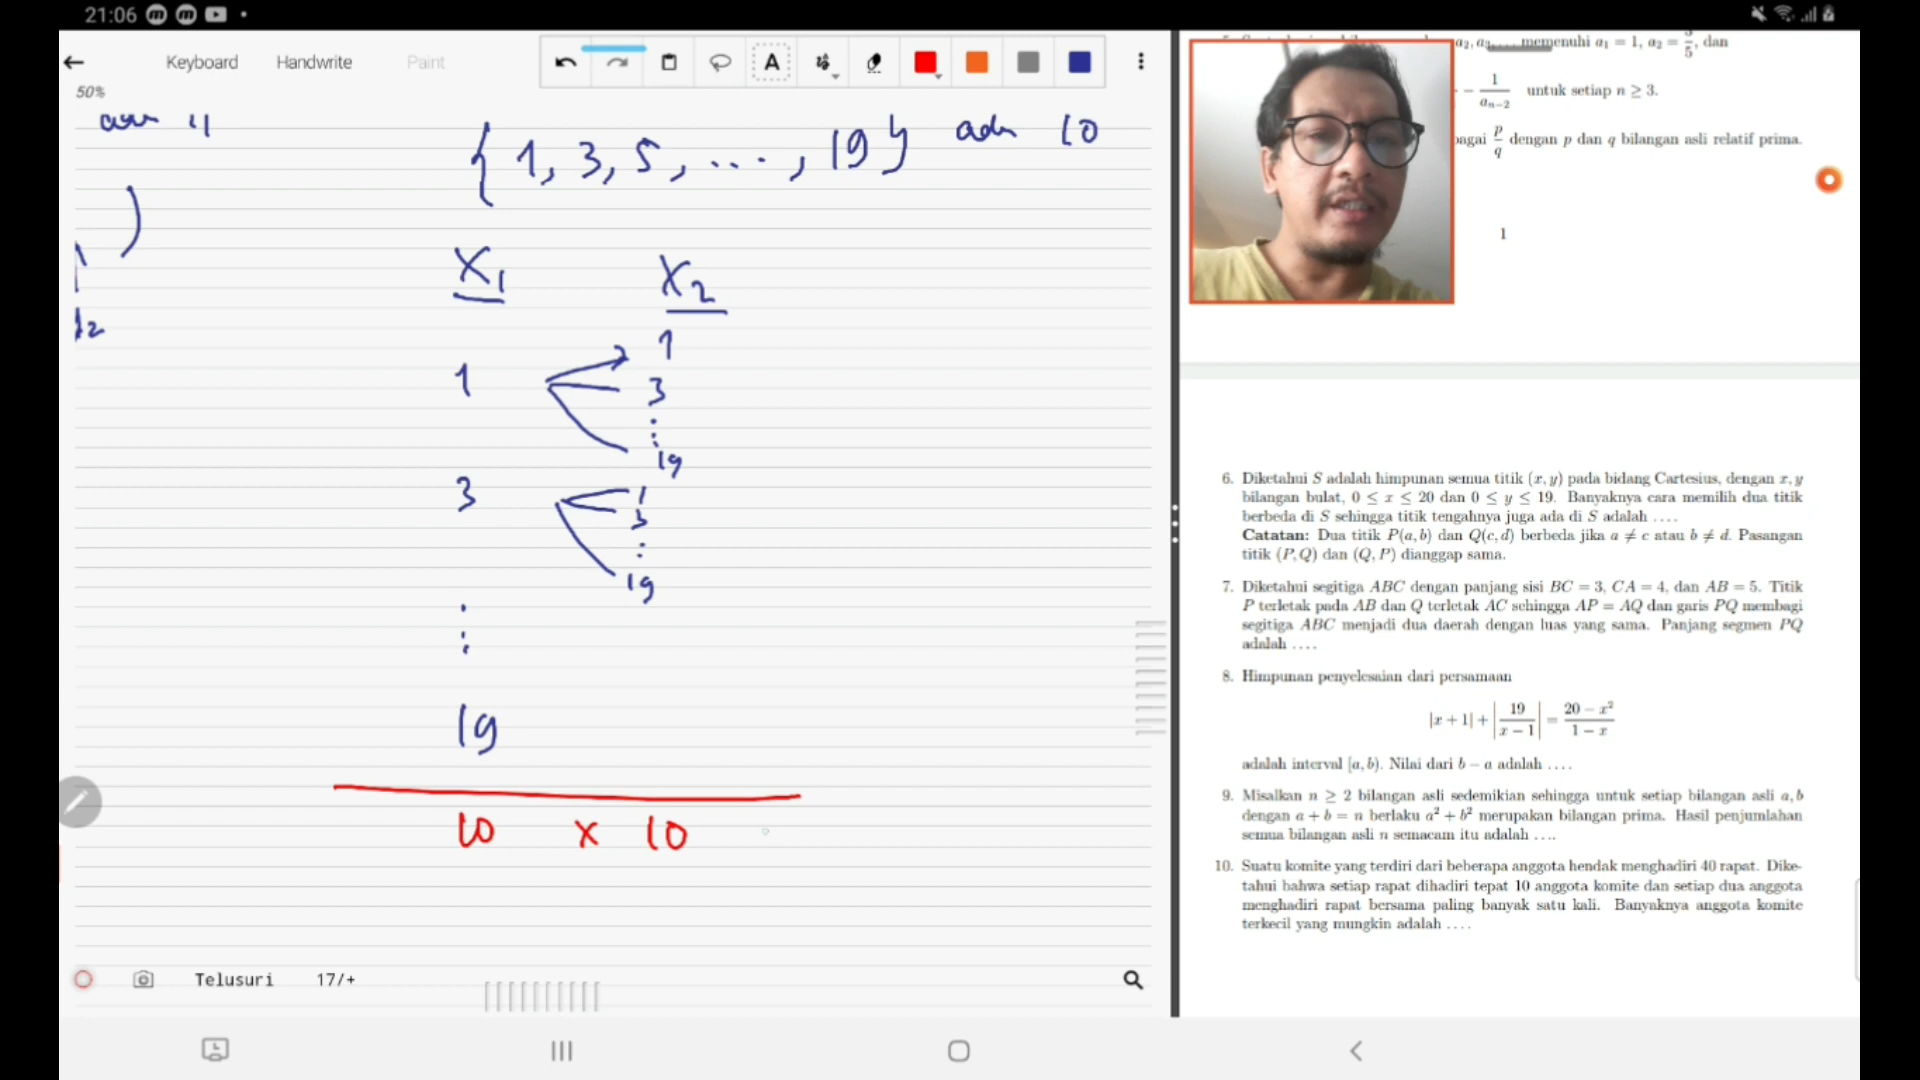 21:06
Keyboard Handwrite Paint
A
50%
ada 10
{ 1, 3, 5, ..., 19 }
x₁ x₂
1
1 3
⋮
19
3 1
3
⋮
19
⋮
19
10 x 10
Telusuri 17/+
memenuhi a₁ = 1, a₂ = 3/5, dan
− 1/aₙ₋₂ untuk setiap n ≥ 3.
bagai p/q dengan p dan q bilangan asli relatif prima.
1
6. Diketahui S adalah himpunan semua titik (x, y) pada bidang Cartesius, dengan x, y
bilangan bulat, 0 ≤ x ≤ 20 dan 0 ≤ y ≤ 19. Banyaknya cara memilih dua titik
berbeda di S sehingga titik tengahnya juga ada di S adalah ....
Catatan: Dua titik P(a, b) dan Q(c, d) berbeda jika a ≠ c atau b ≠ d. Pasangan
titik (P, Q) dan (Q, P) dianggap sama.
7. Diketahui segitiga ABC dengan panjang sisi BC = 3, CA = 4, dan AB = 5. Titik
P terletak pada AB dan Q terletak AC sehingga AP = AQ dan garis PQ membagi
segitiga ABC menjadi dua daerah dengan luas yang sama. Panjang segmen PQ
adalah ....
8. Himpunan penyelesaian dari persamaan
|x + 1| + |19/(x − 1)| = (20 − x²)/(1 − x)
adalah interval [a, b). Nilai dari b − a adalah ....
9. Misalkan n ≥ 2 bilangan asli sedemikian sehingga untuk setiap bilangan asli a, b
dengan a + b = n berlaku a² + b² merupakan bilangan prima. Hasil penjumlahan
semua bilangan asli n semacam itu adalah ....
10. Suatu komite yang terdiri dari beberapa anggota hendak menghadiri 40 rapat. Dike-
tahui bahwa setiap rapat dihadiri tepat 10 anggota komite dan setiap dua anggota
menghadiri rapat bersama paling banyak satu kali. Banyaknya anggota komite
terkecil yang mungkin adalah ....